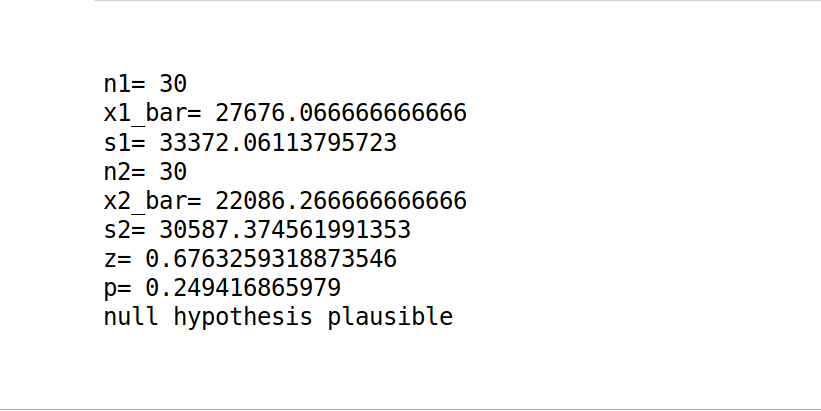 n1= 30
x1_bar= 27676.066666666666
s1= 33372.06113795723
n2= 30
x2_bar= 22086.266666666666
s2= 30587.374561991353
z= 0.6763259318873546
p= 0.249416865979
null hypothesis plausible